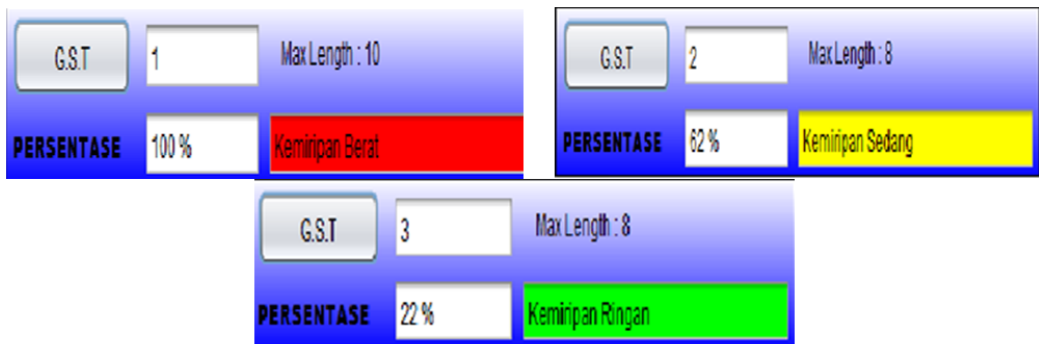 G.S.T 1 Max Length : 10
PERSENTASE 100 % Kemiripan Berat
G.S.T 2 Max Length : 8
PERSENTASE 62 % Kemiripan Sedang
G.S.T 3 Max Length : 8
PERSENTASE 22 % Kemiripan Ringan